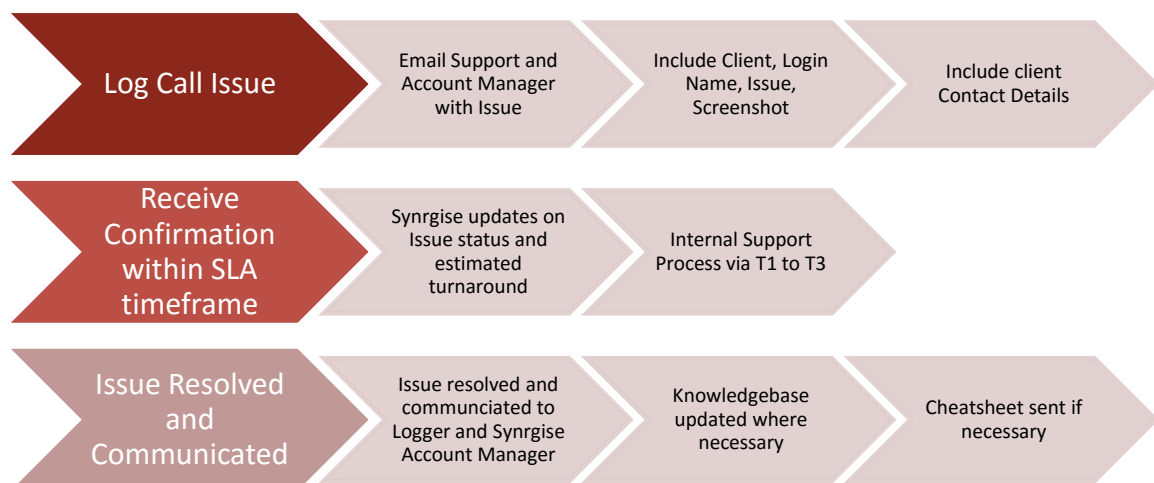 Log Call Issue
Email Support and
Account Manager
with Issue
Include Client, Login
Name, Issue,
Screenshot
Include client
Contact Details
Receive
Confirmation
within SLA
timeframe
Synrgise updates on
Issue status and
estimated
turnaround
Internal Support
Process via T1 to T3
Issue Resolved
and
Communicated
Issue resolved and
communciated to
Logger and Synrgise
Account Manager
Knowledgebase
updated where
necessary
Cheatsheet sent if
necessary